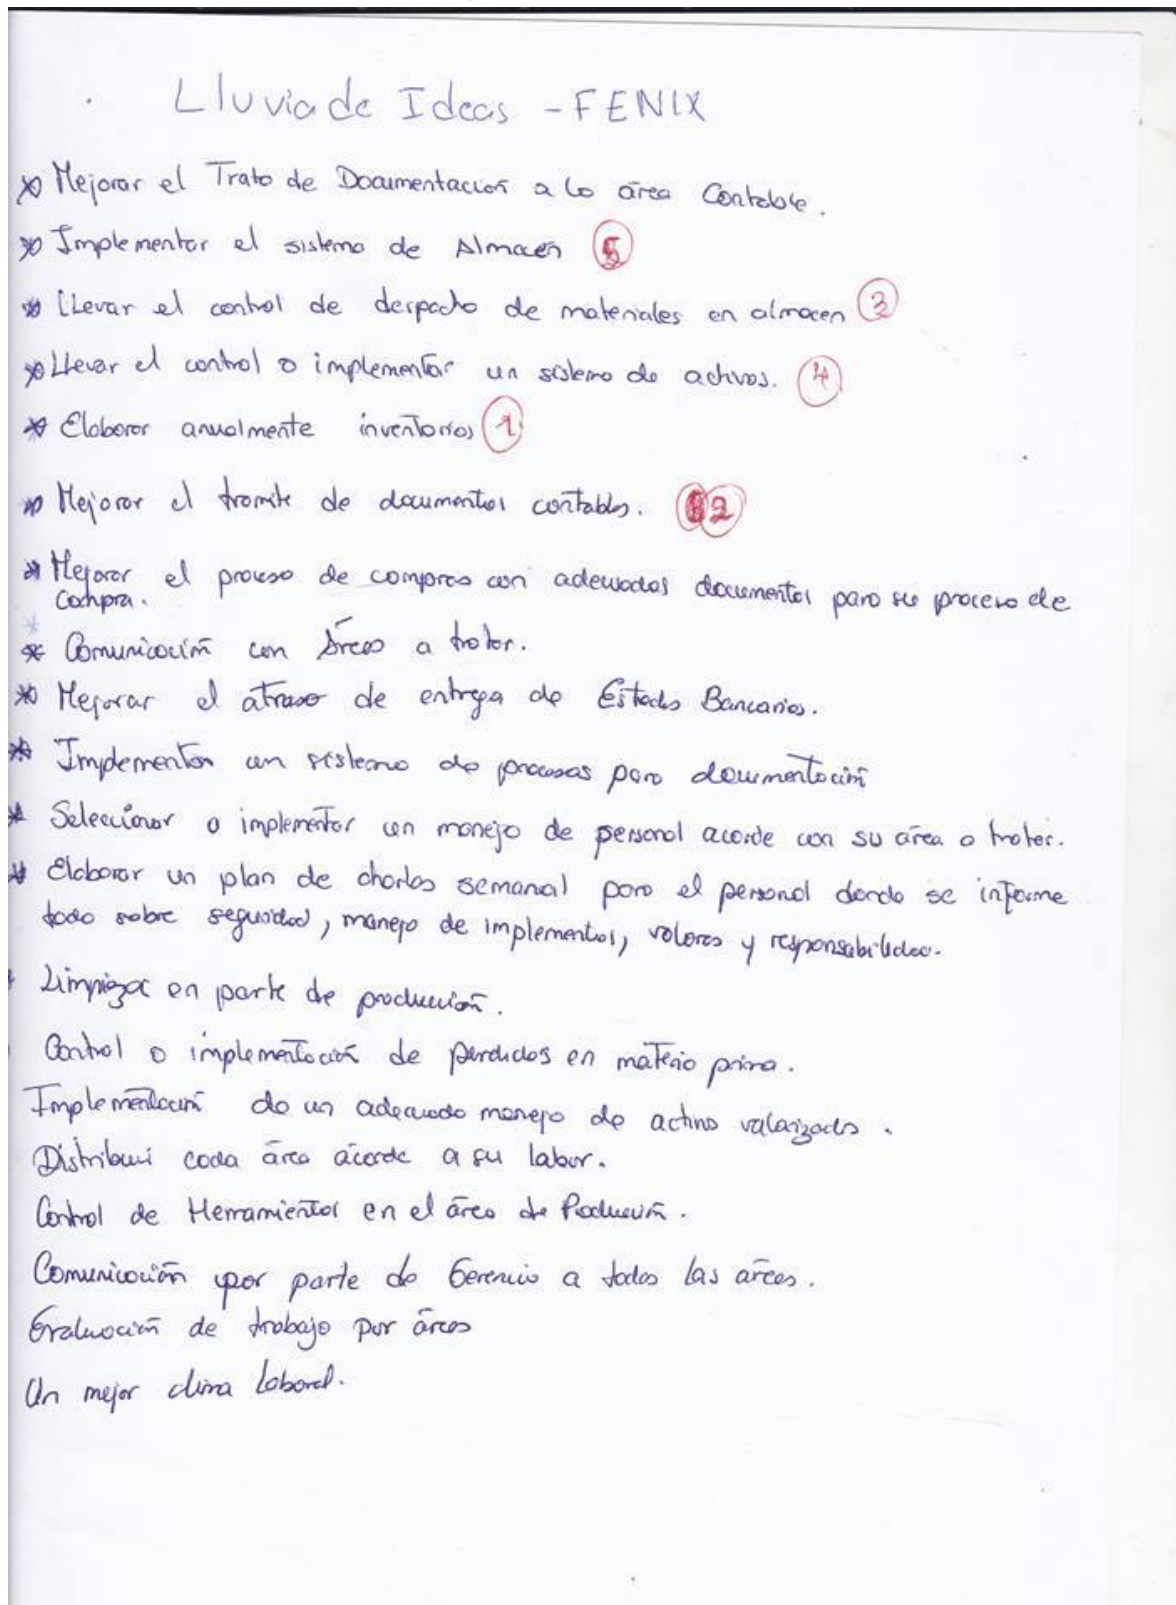 Lluvia de Ideas - FENIX
* Mejorar el Trato de Documentación a la área Contable.
* Implementar el sistema de Almacén 5
* Llevar el control de despacho de materiales en almacen 3
* Llevar el control o implementar un sistema de activos. 4
* Elaborar anualmente inventarios 1
* Mejorar el tramite de documentos contables. 2
* Mejorar el proceso de compras con adecuados documentos para su proceso de
Compra.
* Comunicación con áreas a tratar.
* Mejorar el atraso de entrega de Estados Bancarios.
* Implementar un sistema de procesos para documentación
* Seleccionar o implementar un manejo de personal acorde con su área a tratar.
* Elaborar un plan de charlas semanal para el personal donde se informe
todo sobre seguridad, manejo de implementos, valores y responsabilidad.
* Limpieza en parte de producción.
Control o implementación de perdidas en materia prima.
Implementación de un adecuado manejo de activo valorizados.
Distribuir cada área acorde a su labor.
Control de Herramientas en el área de Producción.
Comunicación por parte de Gerencia a todas las áreas.
Evaluación de trabajo por áreas
Un mejor clima laboral.